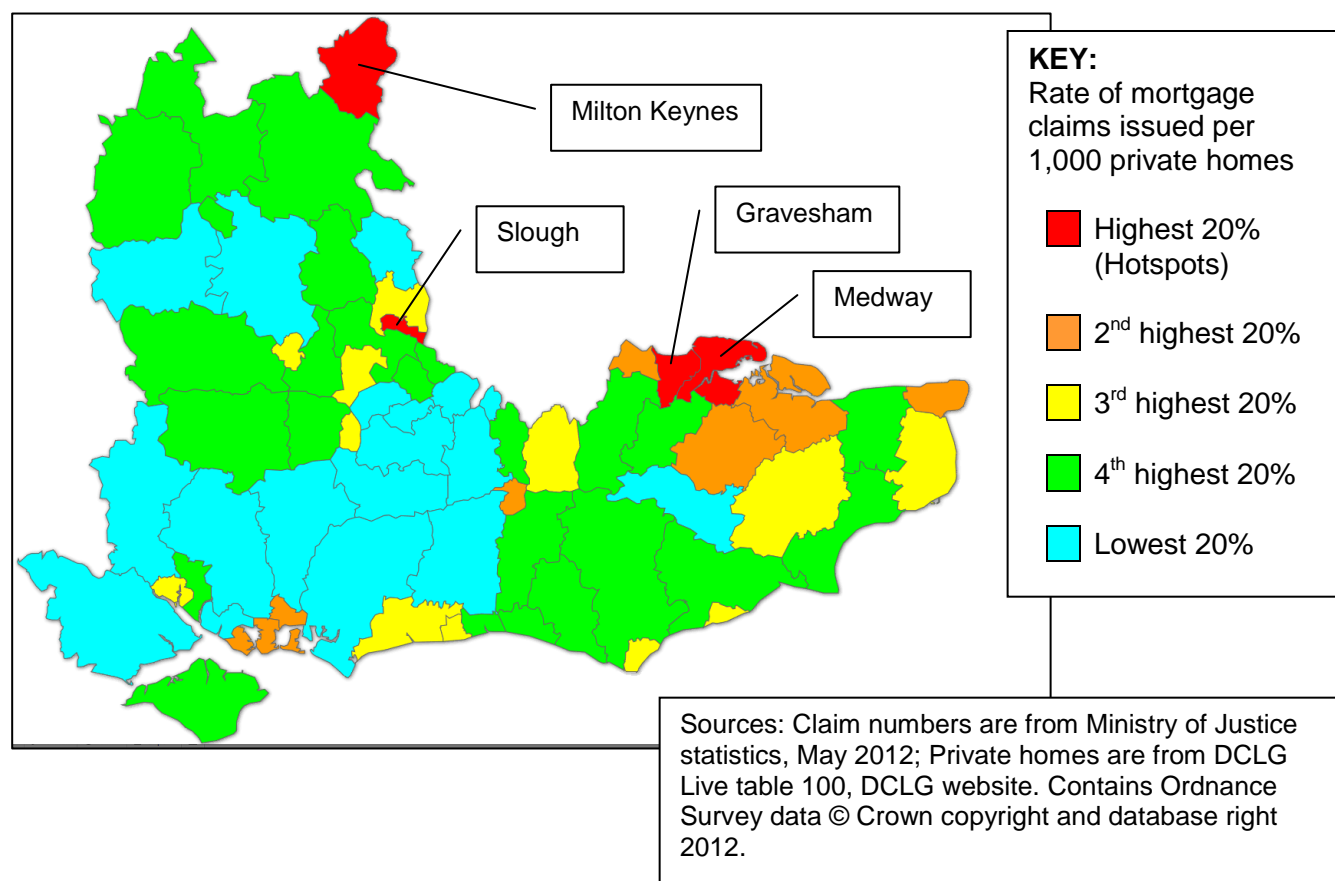 Milton Keynes
Slough
Gravesham
Medway
KEY:
Rate of mortgage
claims issued per
1,000 private homes
Highest 20%
(Hotspots)
2nd highest 20%
3rd highest 20%
4th highest 20%
Lowest 20%
Sources: Claim numbers are from Ministry of Justice
statistics, May 2012; Private homes are from DCLG
Live table 100, DCLG website. Contains Ordnance
Survey data © Crown copyright and database right
2012.